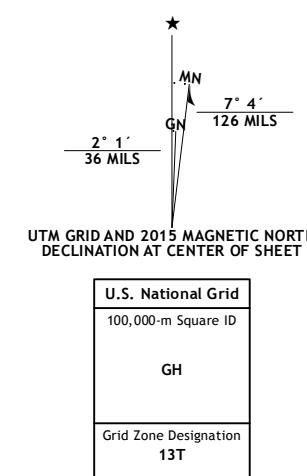 ★
MN
GN
7° 4´
126 MILS
2° 1´
36 MILS
UTM GRID AND 2015 MAGNETIC NORT
DECLINATION AT CENTER OF SHEET
U.S. National Grid
100,000-m Square ID
GH
Grid Zone Designation
13T